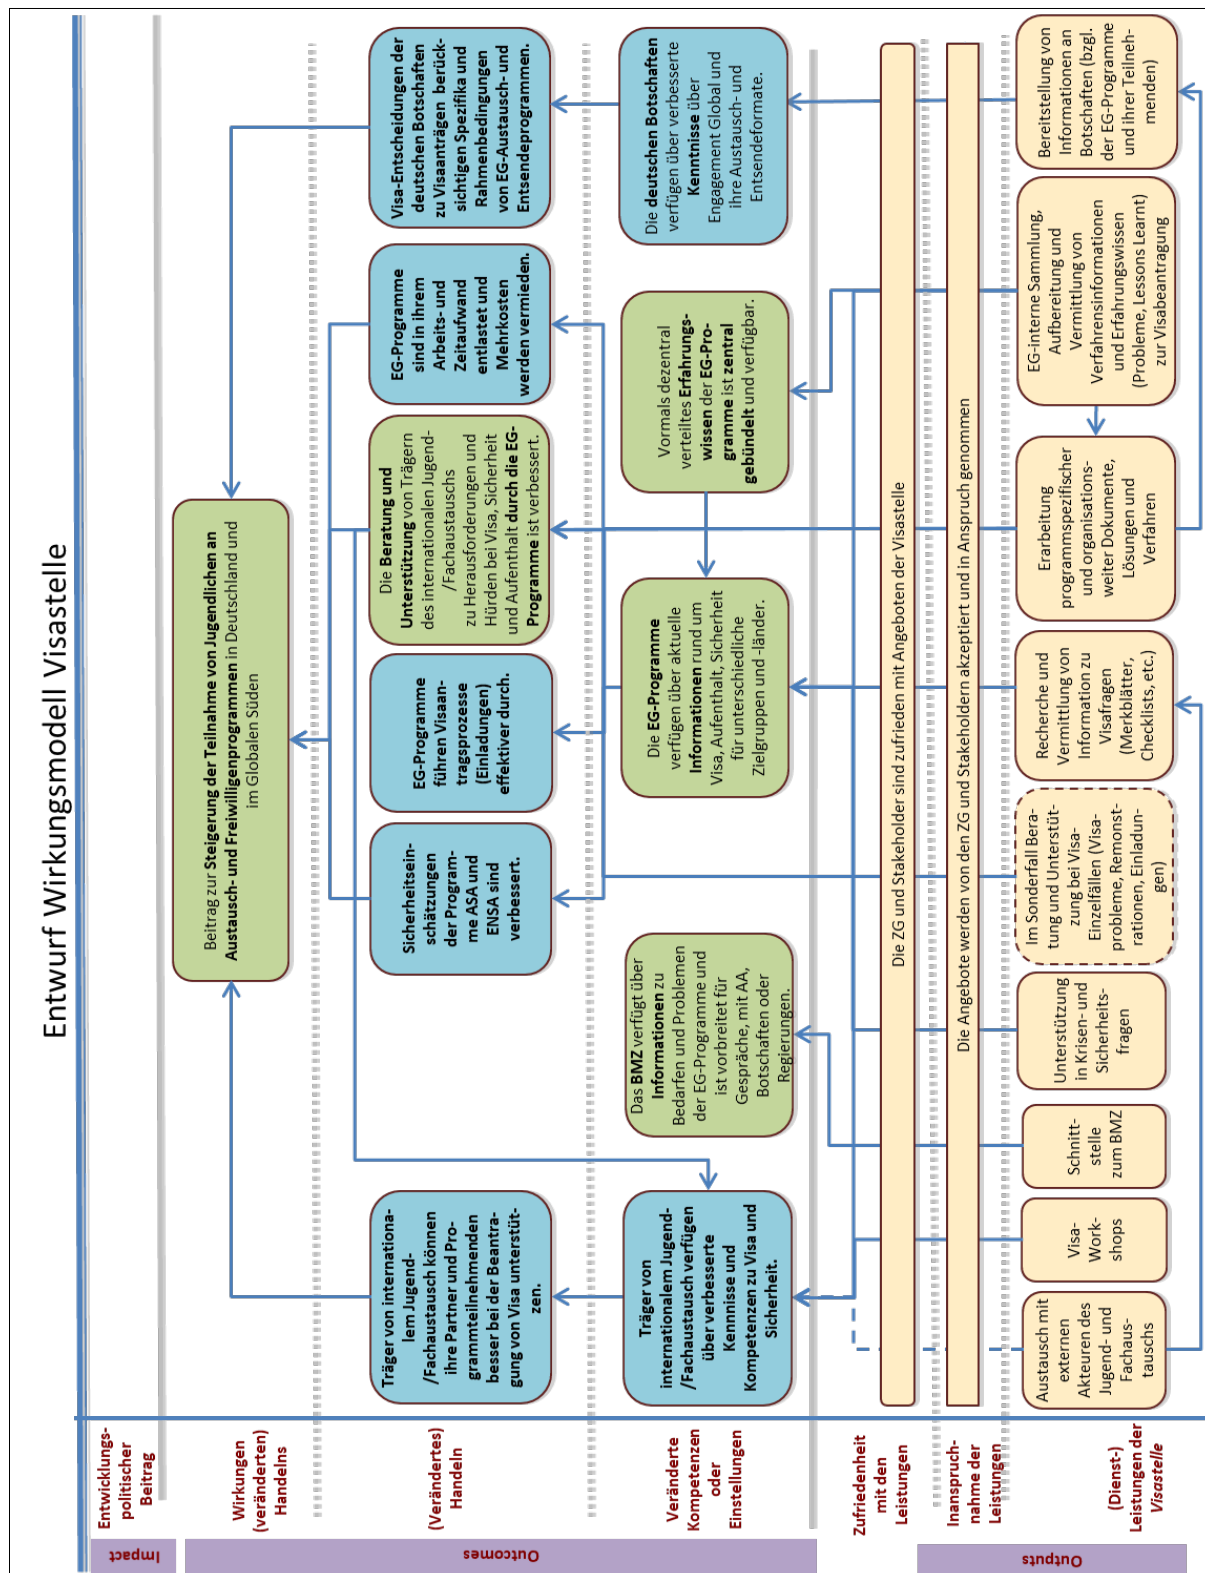 Entwurf Wirkungsmodell Visastelle
Impact
Entwicklungs-
politischer
Beitrag
Outcomes
Wirkungen
(veränderten)
Handelns
Beitrag zur Steigerung der Teilnahme von Jugendlichen an
Austausch- und Freiwilligenprogrammen in Deutschland und
im Globalen Süden
(Verändertes)
Handeln
Träger von internationa-
lem Jugend-
/Fachaustausch können
ihre Partner und Pro-
grammteilnehmenden
besser bei der Beantra-
gung von Visa unterstüt-
zen.
Sicherheitsein-
schätzungen
der Program-
me ASA und
ENSA sind
verbessert.
EG-Programme
führen Visaan-
tragsprozesse
(Einladungen)
effektiver durch.
Die Beratung und
Unterstützung von Trägern
des internationalen Jugend-
/Fachaustauschs
zu Herausforderungen und
Hürden bei Visa, Sicherheit
und Aufenthalt durch die EG-
Programme ist verbessert.
EG-Programme
sind in ihrem
Arbeits- und
Zeitaufwand
entlastet und
Mehrkosten
werden vermieden.
Visa-Entscheidungen der
deutschen Botschaften
zu Visaanträgen berück-
sichtigen Spezifika und
Rahmenbedingungen
von EG-Austausch- und
Entsendeprogrammen.
Veränderte
Kompetenzen
oder
Einstellungen
Träger von
internationalem Jugend-
/Fachaustausch verfügen
über verbesserte
Kennnisse und
Kompetenzen zu Visa und
Sicherheit.
Das BMZ verfügt über
Informationen zu
Bedarfen und Problemen
der EG-Programme und
ist vorbreitet für
Gespräche, mit AA,
Botschaften oder
Regierungen.
Die EG-Programme
verfügen über aktuelle
Informationen rund um
Visa, Aufenthalt, Sicherheit
für unterschiedliche
Zielgruppen und -länder.
Vormals dezentral
verteiltes Erfahrungs-
wissen der EG-Pro-
gramme ist zentral
gebündelt und verfügbar.
Die deutschen Botschaften
verfügen über verbesserte
Kenntnisse über
Engagement Global und
ihre Austausch- und
Entsendeformate.
Zufriedenheit
mit den
Leistungen
Die ZG und Stakeholder sind zufrieden mit Angeboten der Visastelle
Outputs
Inanspruch-
nahme der
Leistungen
Die Angebote werden von den ZG und Stakeholdern akzeptiert und in Anspruch genommen
(Dienst-)
Leistungen der
Visastelle
Austausch mit
externen
Akteuren des
Jugend- und
Fachaus-
tauschs
Visa-
Work-
shops
Schnitt-
stelle
zum BMZ
Unterstützung
in Krisen- und
Sicherheits-
fragen
Im Sonderfall Bera-
tung und Unterstüt-
zung bei Visa-
Einzelfällen (Visa-
probleme, Remonst-
rationen, Einladun-
gen)
Recherche und
Vermittlung von
Information zu
Visafragen
(Merkblätter,
Checklists, etc.)
Erarbeitung
programmspezifischer
und organisations-
weiter Dokumente,
Lösungen und
Verfahren
EG-interne Sammlung,
Aufbereitung und
Vermittlung von
Verfahrensinformationen
und Erfahrungswissen
(Probleme, Lessons Learnt)
zur Visabeantragung
Bereitstellung von
Informationen an
Botschaften (bzgl.
der EG-Programme
und ihrer Teilneh-
menden)